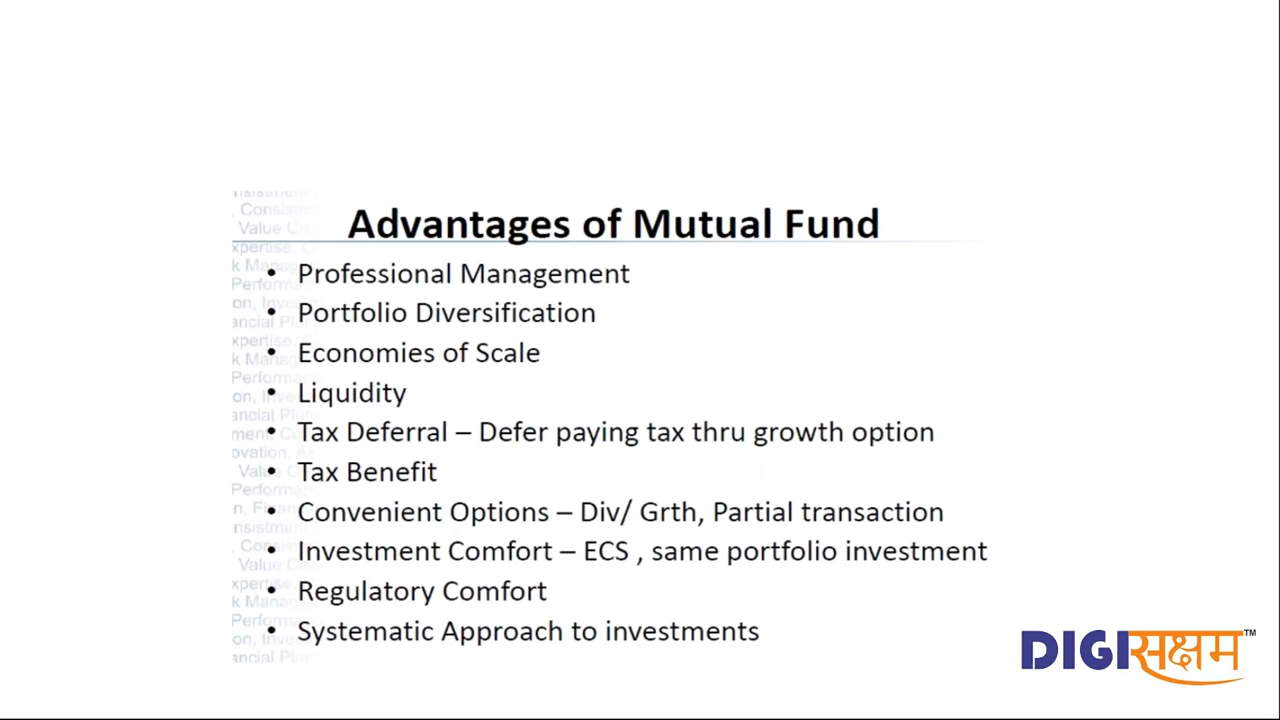 Advantages of Mutual Fund
• Professional Management
• Portfolio Diversification
• Economies of Scale
• Liquidity
• Tax Deferral – Defer paying tax thru growth option
• Tax Benefit
• Convenient Options – Div/ Grth, Partial transaction
• Investment Comfort – ECS , same portfolio investment
• Regulatory Comfort
• Systematic Approach to investments
DIGIसक्षम™